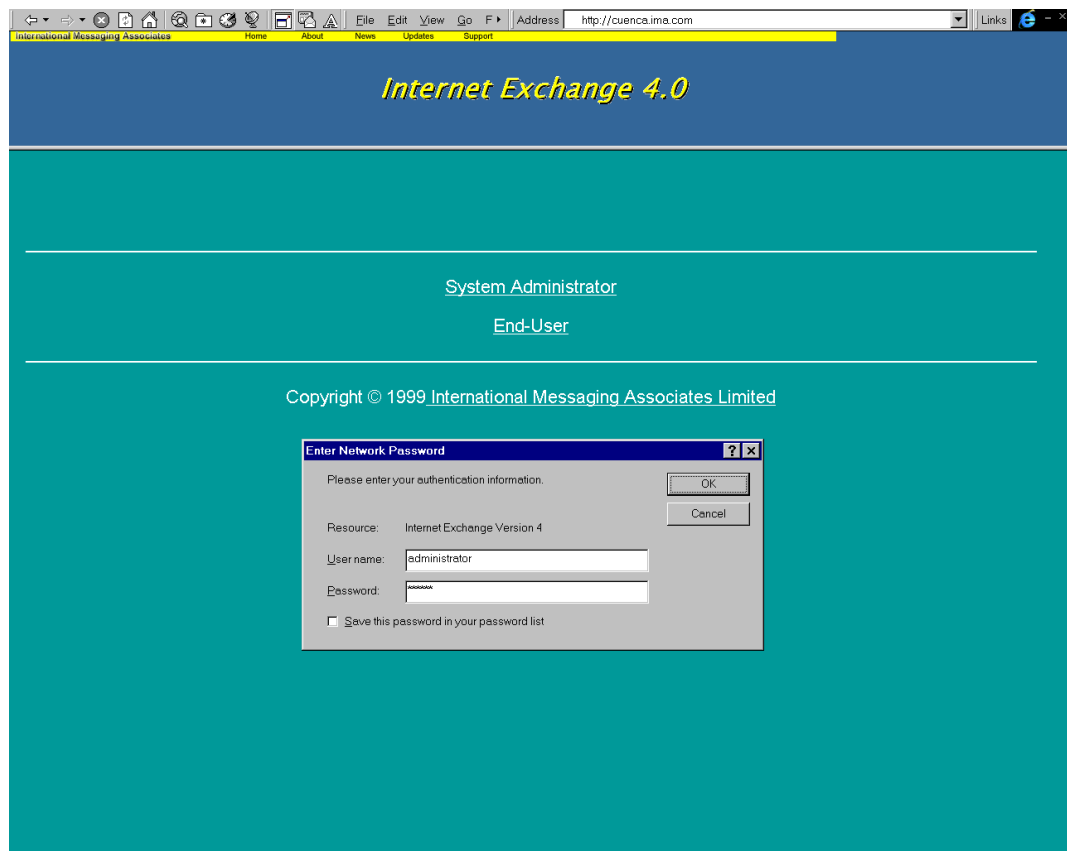 File Edit View Go F Address http://cuenca.ima.com Links
International Messaging Associates Home About News Updates Support
Internet Exchange 4.0
System Administrator
End-User
Copyright © 1999 International Messaging Associates Limited
Enter Network Password
Please enter your authentication information.
OK
Cancel
Resource: Internet Exchange Version 4
User name: administrator
Password: ******
Save this password in your password list